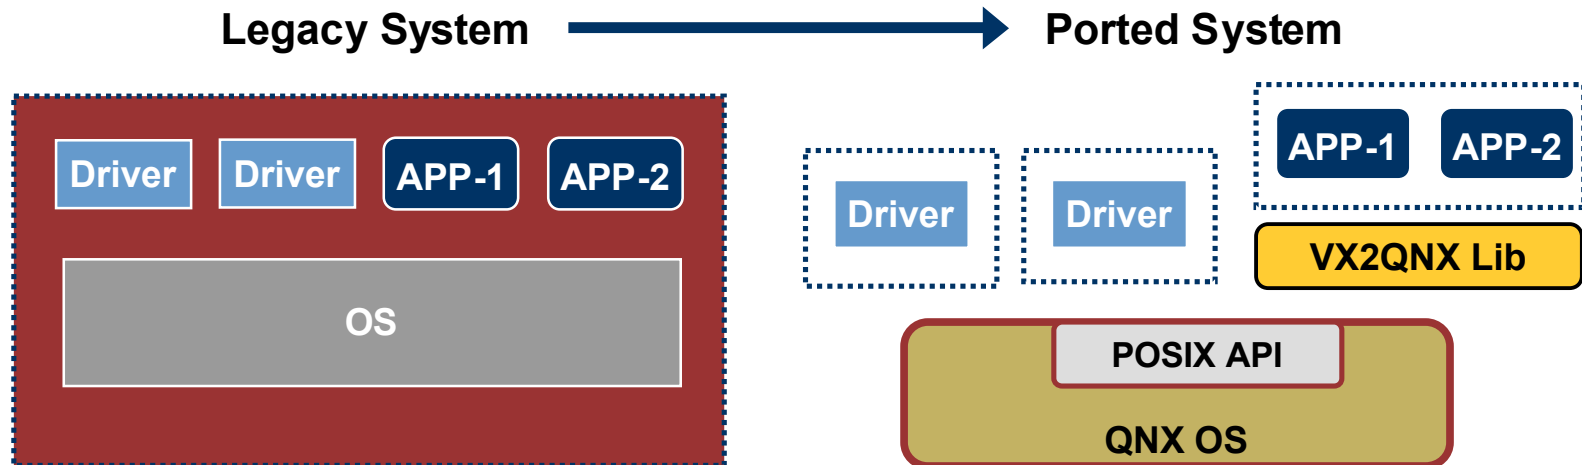 Legacy System
Ported System
Driver
Driver
APP-1
APP-2
OS
APP-1
APP-2
Driver
Driver
VX2QNX Lib
POSIX API
QNX OS